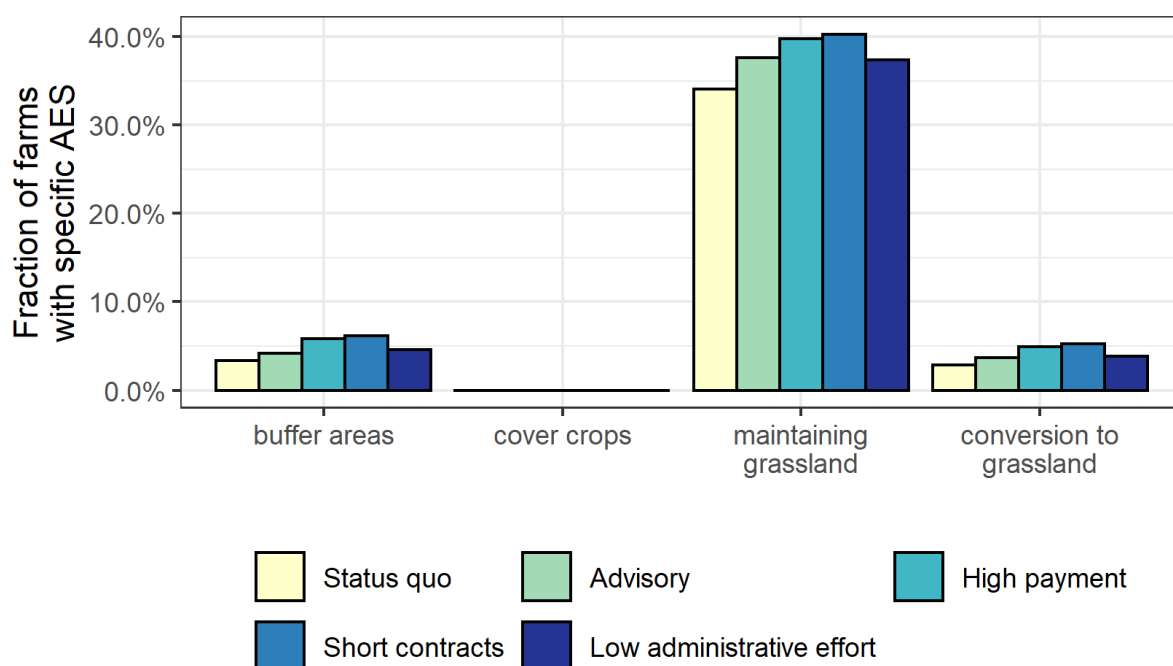 Fraction of farms
with specific AES
40.0%
30.0%
20.0%
10.0%
0.0%
buffer areas
cover crops
maintaining
grassland
conversion to
grassland
Status quo
Advisory
High payment
Short contracts
Low administrative effort